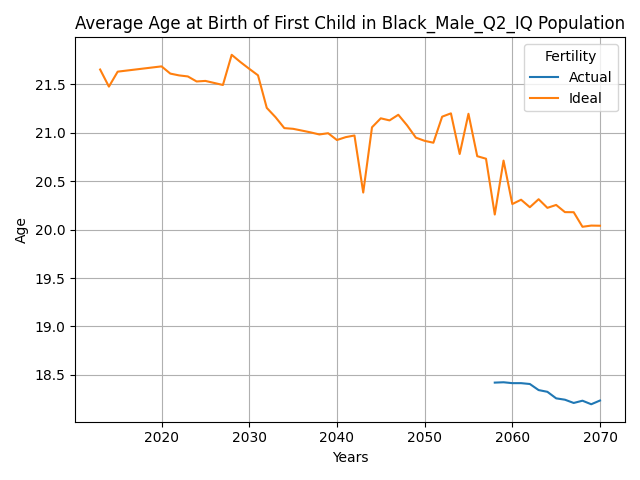 Average Age at Birth of First Child in Black_Male_Q2_IQ Population
Fertility
Actual
Ideal
Age
21.5
21.0
20.5
20.0
19.5
19.0
18.5
2020
2030
2040
2050
2060
2070
Years